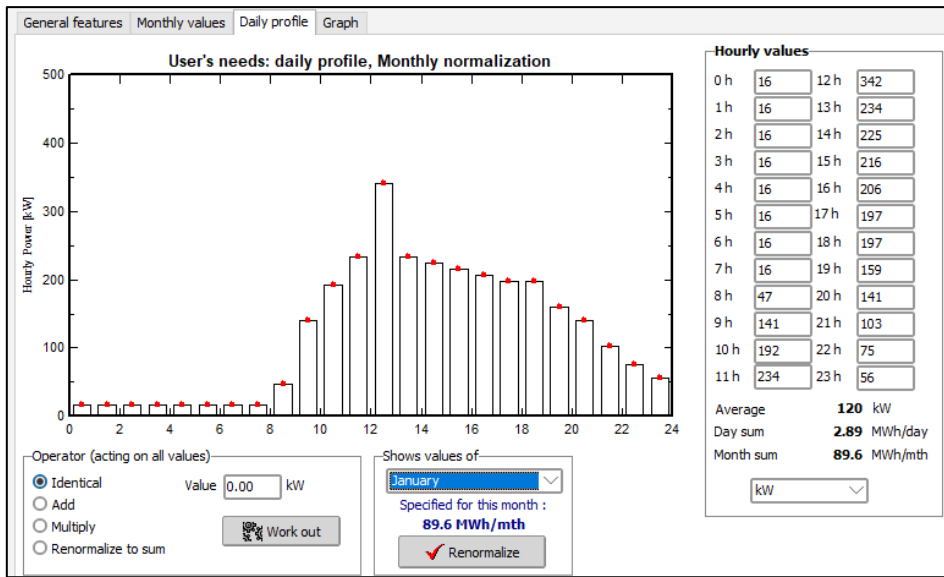 General features Monthly values Daily profile Graph
User's needs: daily profile, Monthly normalization
Hourly Power [kW]
500
400
300
200
100
0
0 2 4 6 8 10 12 14 16 18 20 22 24
Hourly values
0 h 16 12 h 342
1 h 16 13 h 234
2 h 16 14 h 225
3 h 16 15 h 216
4 h 16 16 h 206
5 h 16 17 h 197
6 h 16 18 h 197
7 h 16 19 h 159
8 h 47 20 h 141
9 h 141 21 h 103
10 h 192 22 h 75
11 h 234 23 h 56
Average 120 kW
Day sum 2.89 MWh/day
Month sum 89.6 MWh/mth
kW
Operator (acting on all values)
Identical Value 0.00 kW
Add
Multiply Work out
Renormalize to sum
Shows values of
January
Specified for this month :
89.6 MWh/mth
Renormalize